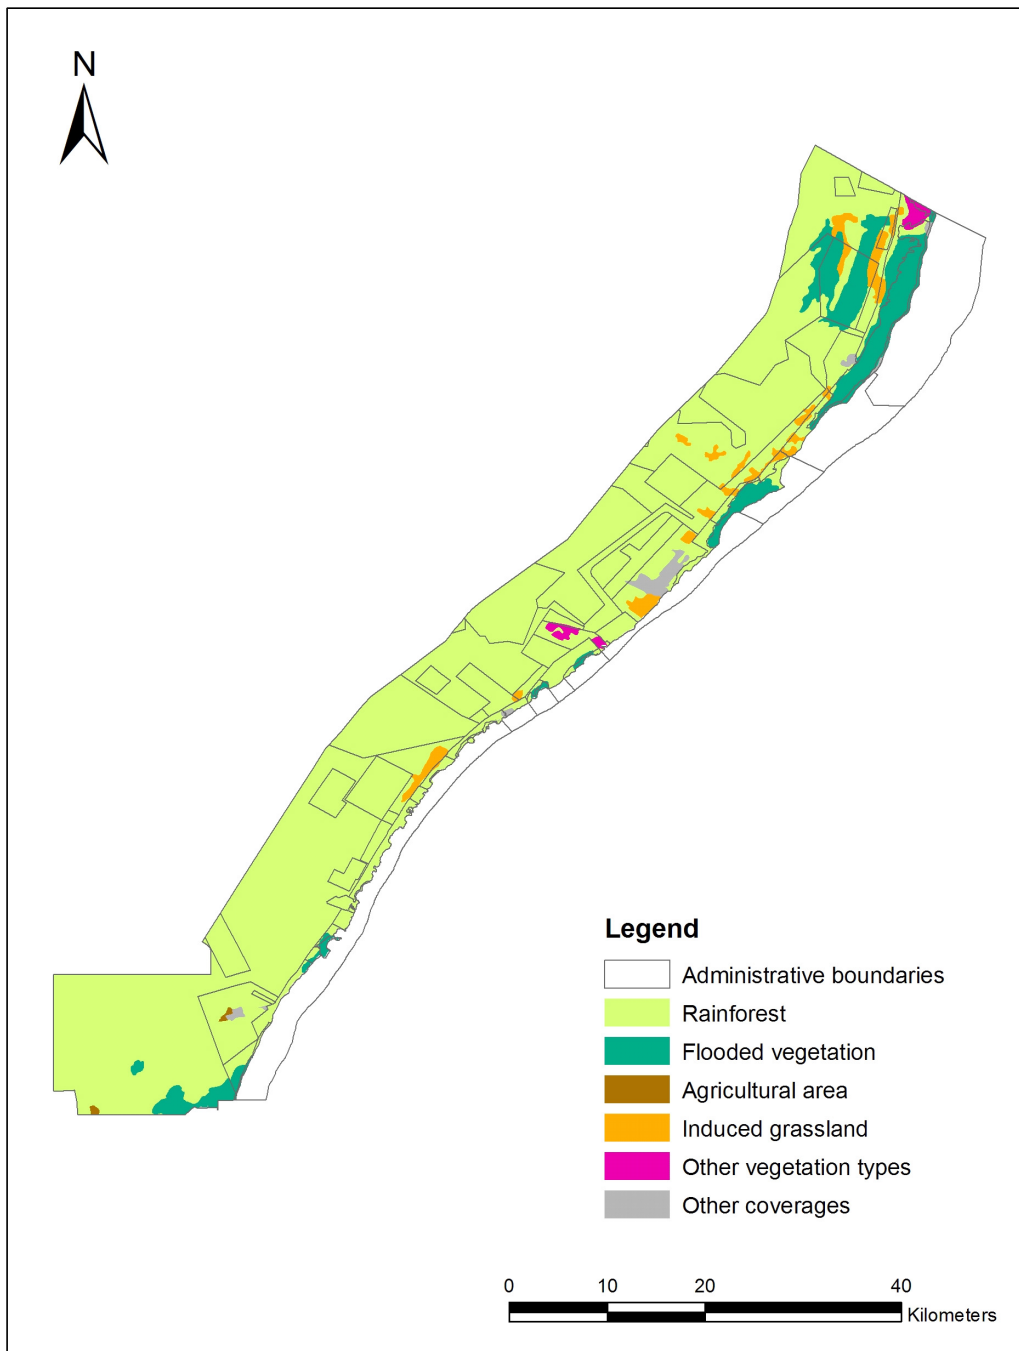 N
Legend
Administrative boundaries
Rainforest
Flooded vegetation
Agricultural area
Induced grassland
Other vegetation types
Other coverages
0 10 20 40
Kilometers